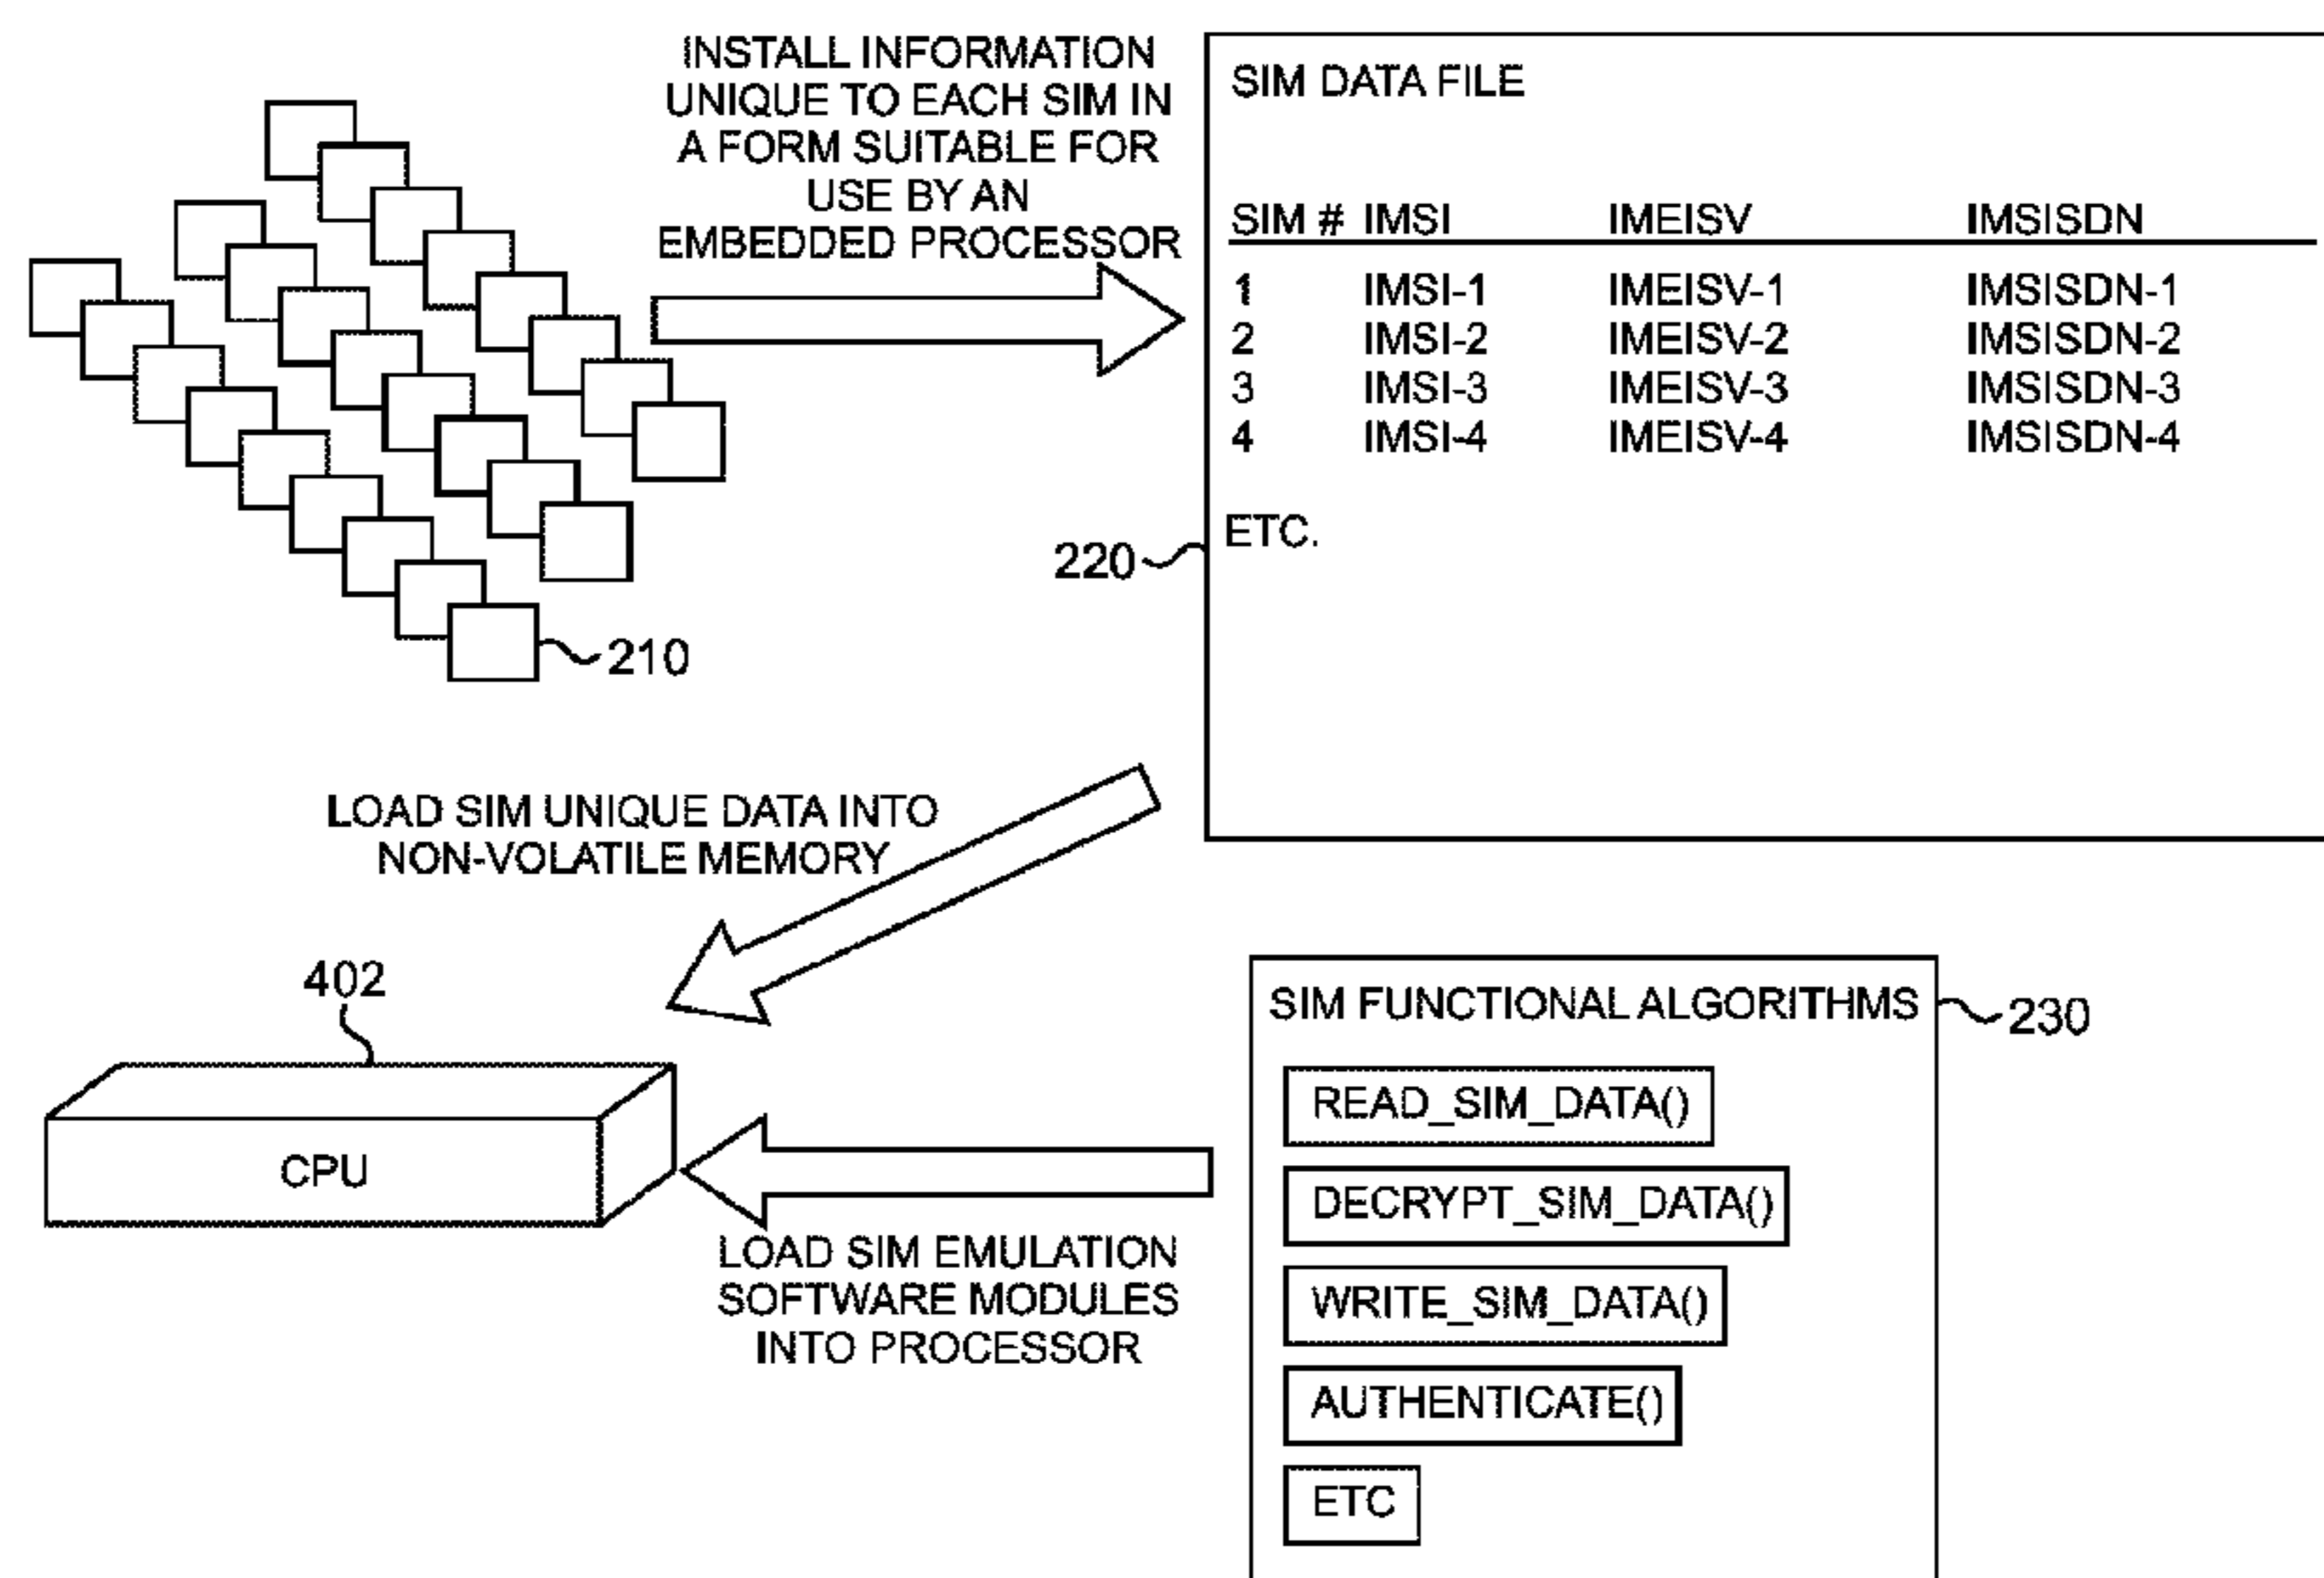 INSTALL INFORMATION
UNIQUE TO EACH SIM IN
A FORM SUITABLE FOR
USE BY AN
EMBEDDED PROCESSOR
210
SIM DATA FILE
SIM # IMSI IMEISV IMSISDN
1 IMSI-1 IMEISV-1 IMSISDN-1
2 IMSI-2 IMEISV-2 IMSISDN-2
3 IMSI-3 IMEISV-3 IMSISDN-3
4 IMSI-4 IMEISV-4 IMSISDN-4
ETC.
220
LOAD SIM UNIQUE DATA INTO
NON-VOLATILE MEMORY
402
CPU
LOAD SIM EMULATION
SOFTWARE MODULES
INTO PROCESSOR
SIM FUNCTIONAL ALGORITHMS
230
READ_SIM_DATA()
DECRYPT_SIM_DATA()
WRITE_SIM_DATA()
AUTHENTICATE()
ETC